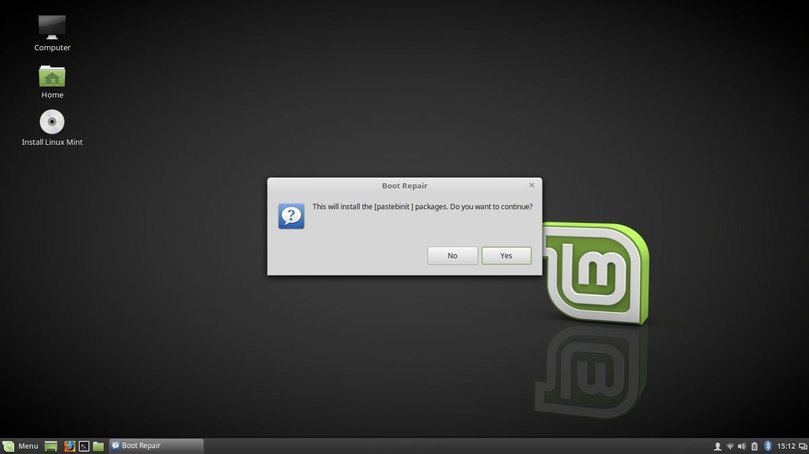 Computer
Home
Install Linux Mint
Boot Repair
This will install the [pastebinit ] packages. Do you want to continue?
No
Yes
Menu
Boot Repair
15:12